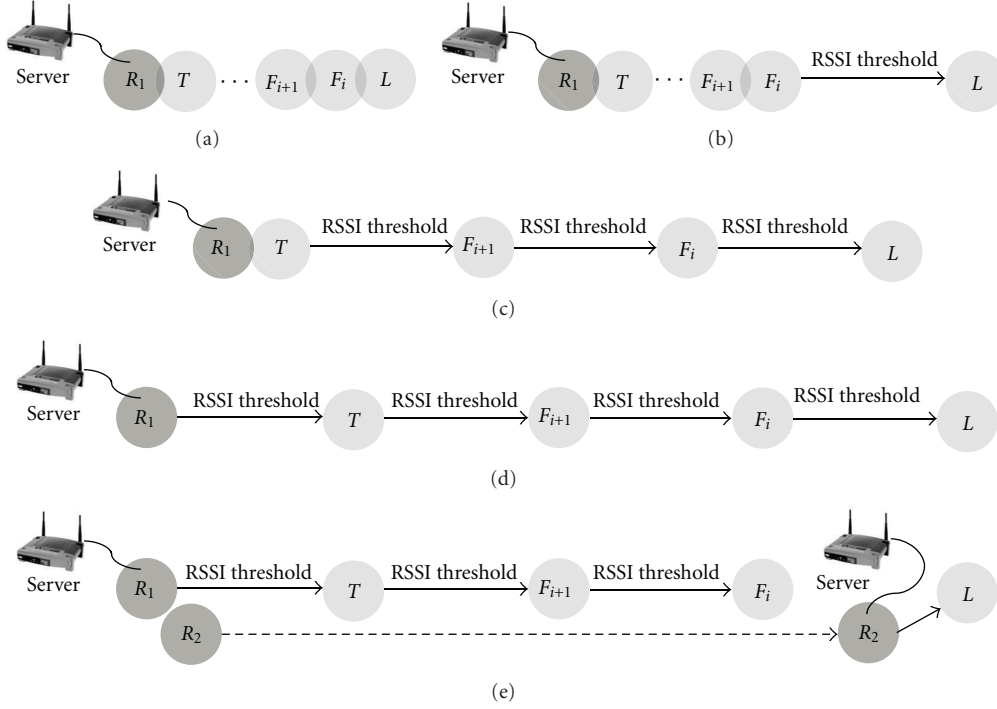 Server
R₁ T ··· Fᵢ₊₁ Fᵢ L
(a)
Server
R₁ T ··· Fᵢ₊₁ Fᵢ RSSI threshold L
(b)
Server
R₁ T RSSI threshold Fᵢ₊₁ RSSI threshold Fᵢ RSSI threshold L
(c)
Server
R₁ RSSI threshold T RSSI threshold Fᵢ₊₁ RSSI threshold Fᵢ RSSI threshold L
(d)
Server
R₁ RSSI threshold T RSSI threshold Fᵢ₊₁ RSSI threshold Fᵢ
Server
L
R₂
R₂
(e)